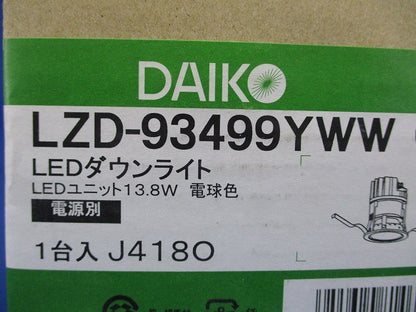 DAIKO
LZD-93499YWW
LEDダウンライト
LEDユニット13.8W 電球色
電源別
1台入 J4180